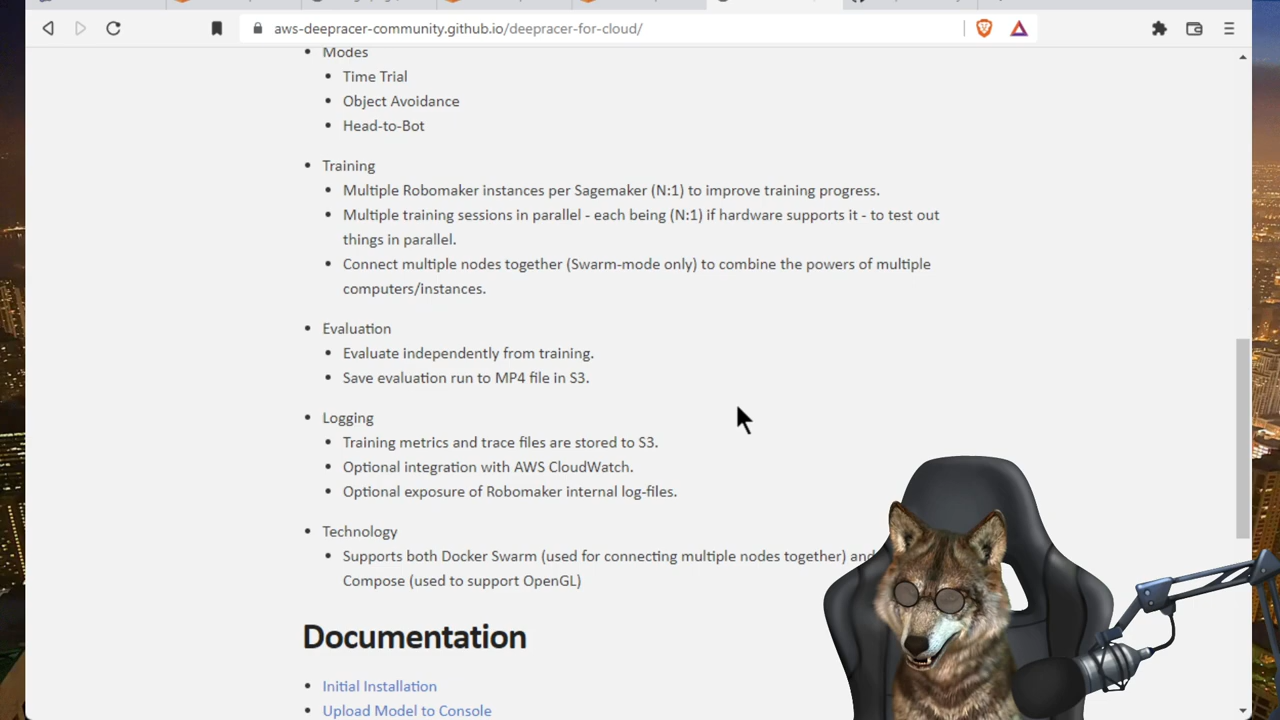 aws-deepracer-community.github.io/deepracer-for-cloud/
Modes
Time Trial
Object Avoidance
Head-to-Bot
Training
Multiple Robomaker instances per Sagemaker (N:1) to improve training progress.
Multiple training sessions in parallel - each being (N:1) if hardware supports it - to test out
things in parallel.
Connect multiple nodes together (Swarm-mode only) to combine the powers of multiple
computers/instances.
Evaluation
Evaluate independently from training.
Save evaluation run to MP4 file in S3.
Logging
Training metrics and trace files are stored to S3.
Optional integration with AWS CloudWatch.
Optional exposure of Robomaker internal log-files.
Technology
Supports both Docker Swarm (used for connecting multiple nodes together) and
Compose (used to support OpenGL)
Documentation
Initial Installation
Upload Model to Console